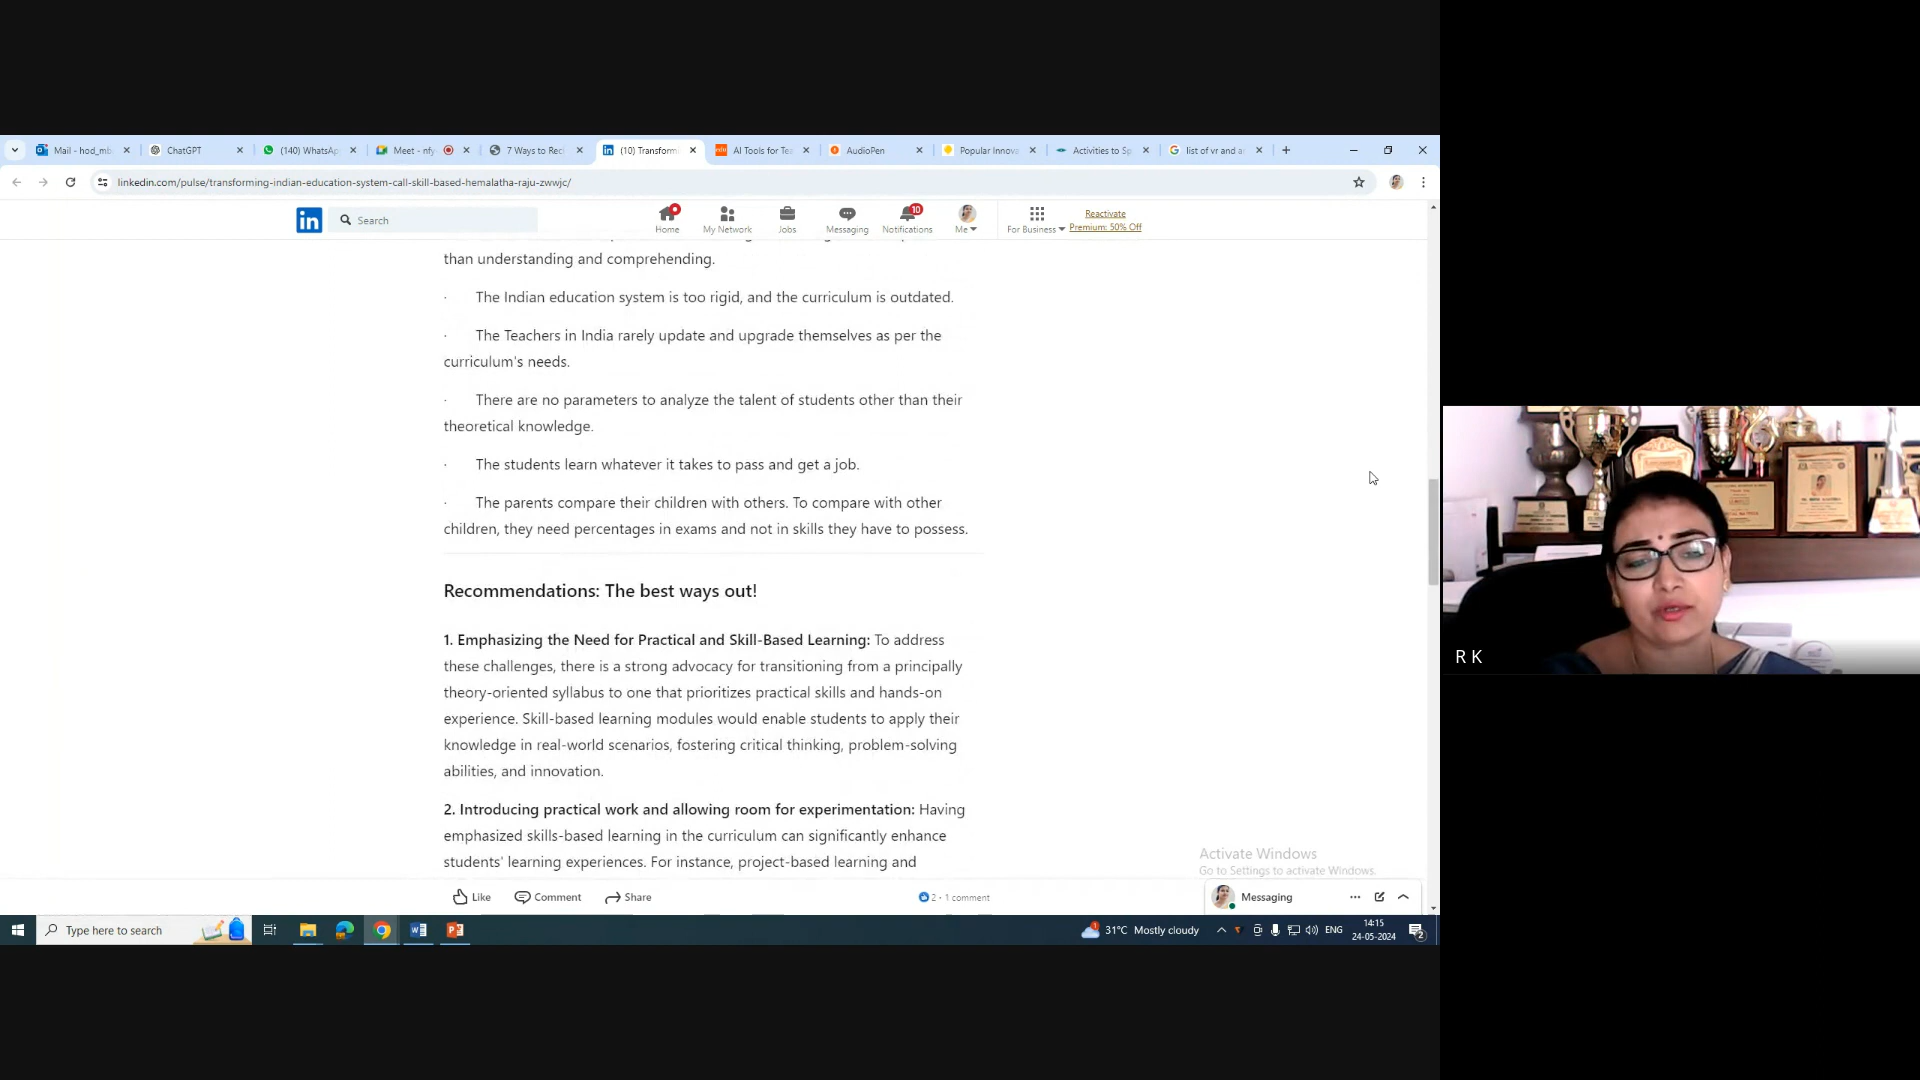 Mail - hod_mb
ChatGPT
(140) WhatsAp
Meet - nfy
7 Ways to Rec
(10) Transform
AI Tools for Tea
AudioPen
Popular Innova
Activities to Sp
list of vr and a
linkedin.com/pulse/transforming-indian-education-system-call-skill-based-hemalatha-raju-zwwjc/
in
Search
Home
My Network
Jobs
Messaging
10
Notifications
Me
For Business
Reactivate
Premium: 50% Off
than understanding and comprehending.
· The Indian education system is too rigid, and the curriculum is outdated.
· The Teachers in India rarely update and upgrade themselves as per the
curriculum's needs.
· There are no parameters to analyze the talent of students other than their
theoretical knowledge.
· The students learn whatever it takes to pass and get a job.
· The parents compare their children with others. To compare with other
children, they need percentages in exams and not in skills they have to possess.
Recommendations: The best ways out!
1. Emphasizing the Need for Practical and Skill-Based Learning: To address
these challenges, there is a strong advocacy for transitioning from a principally
theory-oriented syllabus to one that prioritizes practical skills and hands-on
experience. Skill-based learning modules would enable students to apply their
knowledge in real-world scenarios, fostering critical thinking, problem-solving
abilities, and innovation.
2. Introducing practical work and allowing room for experimentation: Having
emphasized skills-based learning in the curriculum can significantly enhance
students' learning experiences. For instance, project-based learning and
Activate Windows
Go to Settings to activate Windows.
Like
Comment
Share
2 · 1 comment
Messaging
Type here to search
31°C Mostly cloudy
ENG
14:15
24-05-2024
2
R K